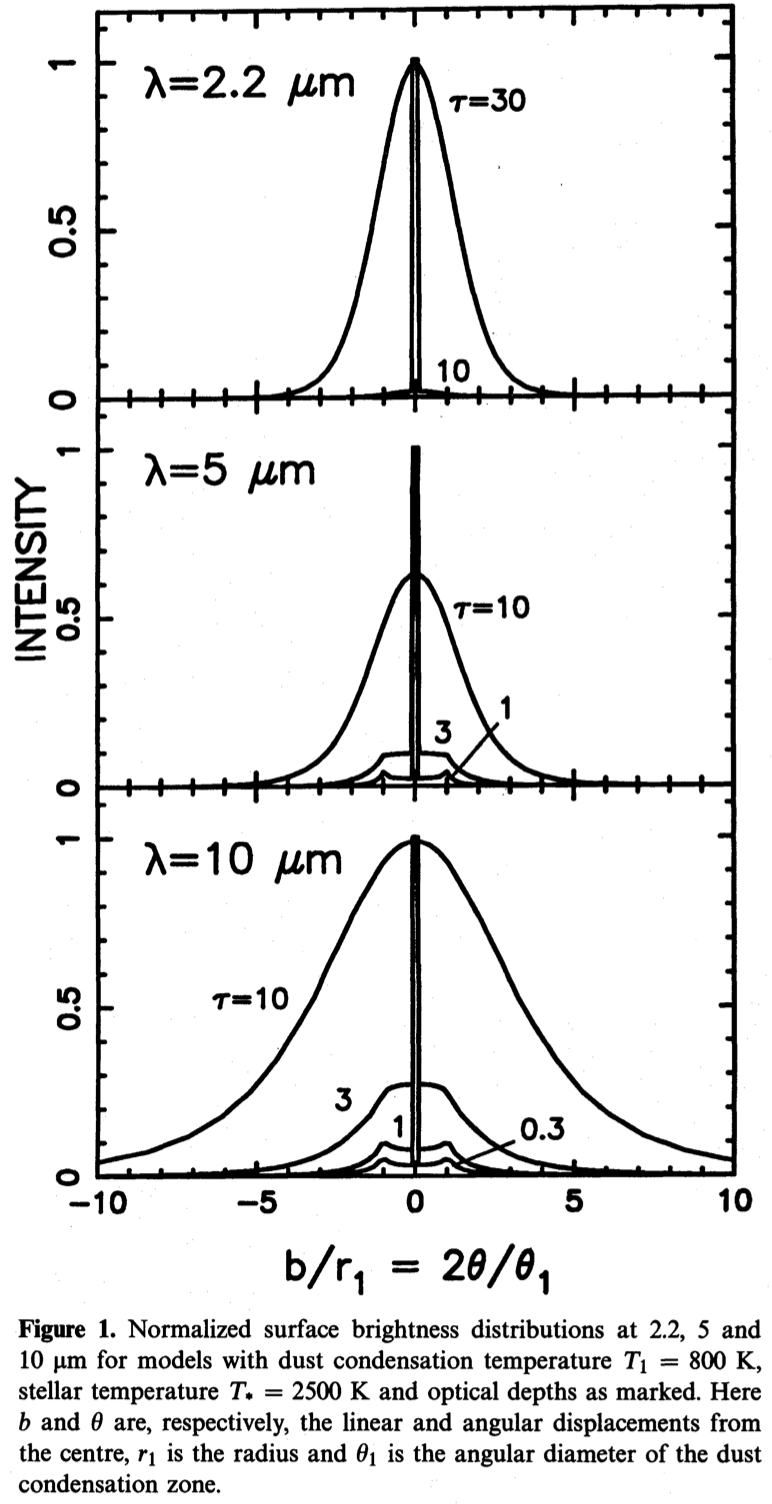 1
λ=2.2 μm
τ=30
0.5
10
0
1
λ=5 μm
INTENSITY
0.5
τ=10
1
3
0
1
λ=10 μm
0.5
τ=10
3
1
0.3
0
−10 −5 0 5 10
b/r₁ = 2θ/θ₁
Figure 1. Normalized surface brightness distributions at 2.2, 5 and
10 μm for models with dust condensation temperature T₁ = 800 K,
stellar temperature T* = 2500 K and optical depths as marked. Here
b and θ are, respectively, the linear and angular displacements from
the centre, r₁ is the radius and θ₁ is the angular diameter of the dust
condensation zone.